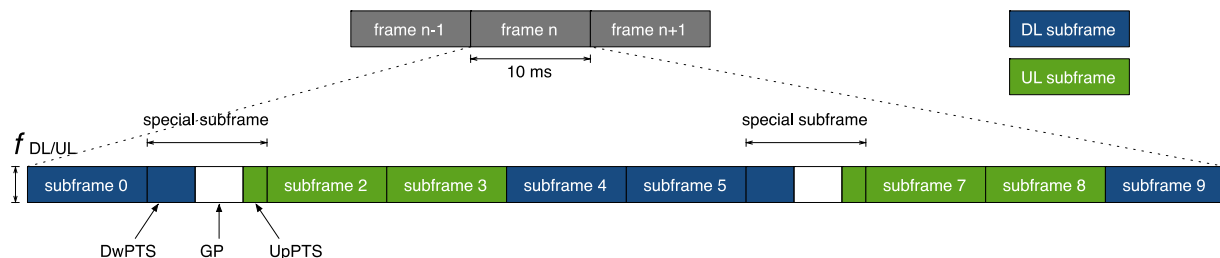 frame n-1 frame n frame n+1
DL subframe
10 ms
UL subframe
special subframe special subframe
f DL/UL
subframe 0 subframe 2 subframe 3 subframe 4 subframe 5 subframe 7 subframe 8 subframe 9
DwPTS GP UpPTS